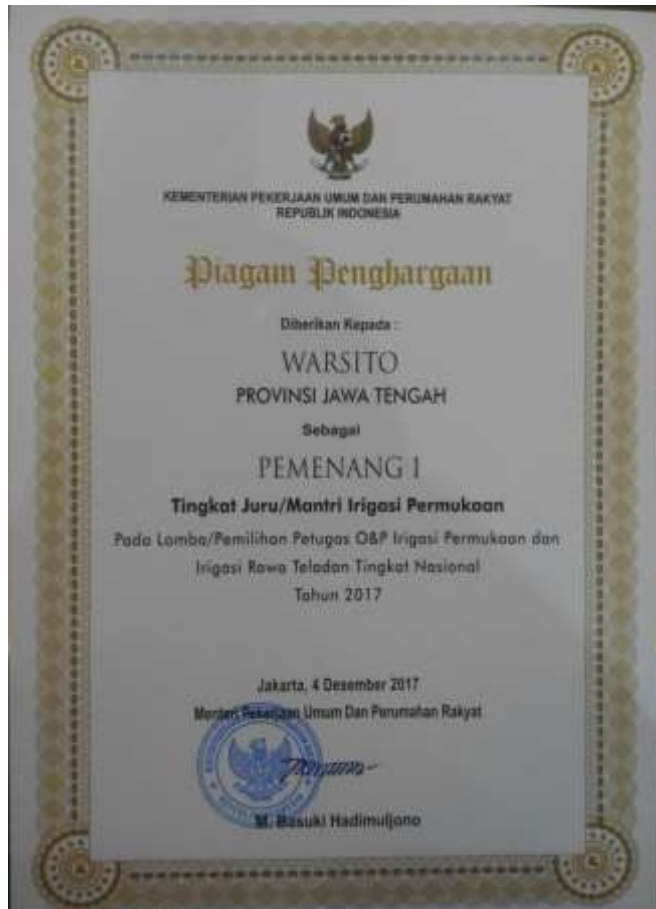 KEMENTERIAN PEKERJAAN UMUM DAN PERUMAHAN RAKYAT
REPUBLIK INDONESIA
Piagam Penghargaan
Diberikan Kepada :
WARSITO
PROVINSI JAWA TENGAH
Sebagai
PEMENANG 1
Tingkat Juru/Mantri Irigasi Permukaan
Pada Lomba/Pemilihan Petugas O&P Irigasi Permukaan dan
Irigasi Rawa Teladan Tingkat Nasional
Tahun 2017
Jakarta, 4 Desember 2017
Menteri Pekerjaan Umum Dan Perumahan Rakyat
M. Basuki Hadimuljono